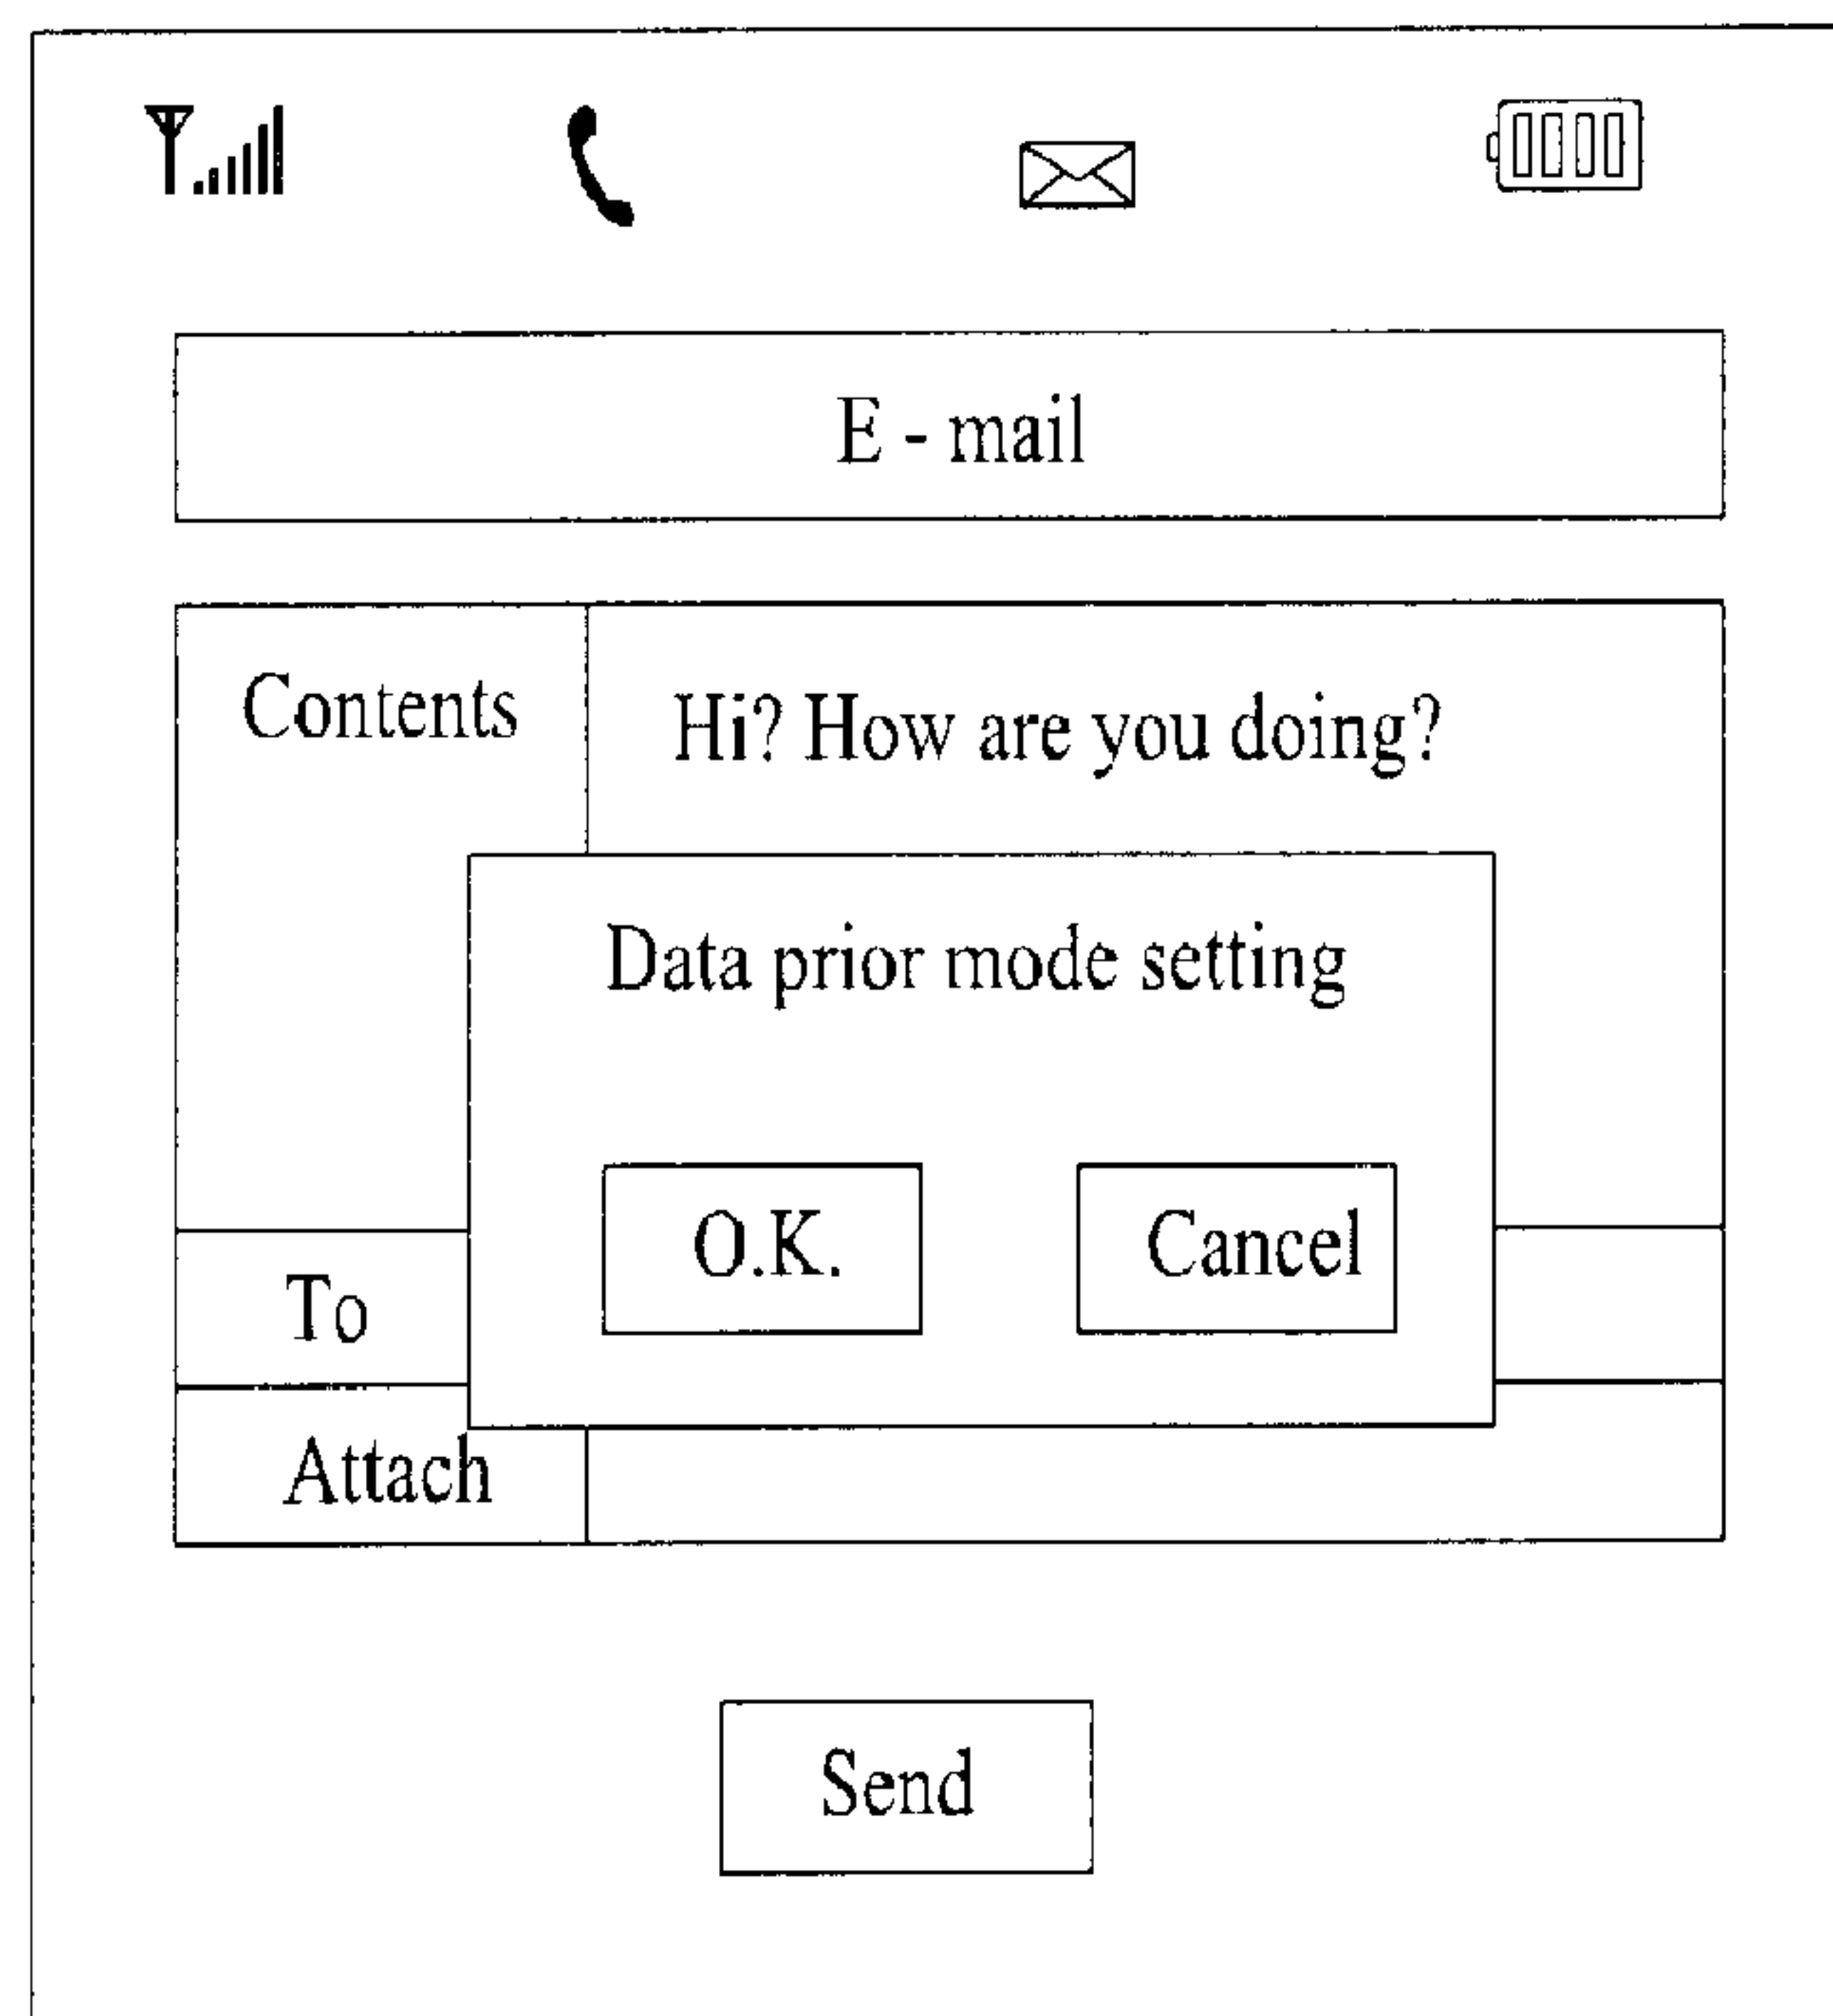 E - mail
Contents
Hi? How are you doing?
Data prior mode setting
O.K.
Cancel
To
Attach
Send